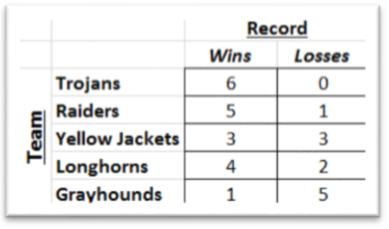 Record
Wins Losses
Team
Trojans 6 0
Raiders 5 1
Yellow Jackets 3 3
Longhorns 4 2
Grayhounds 1 5